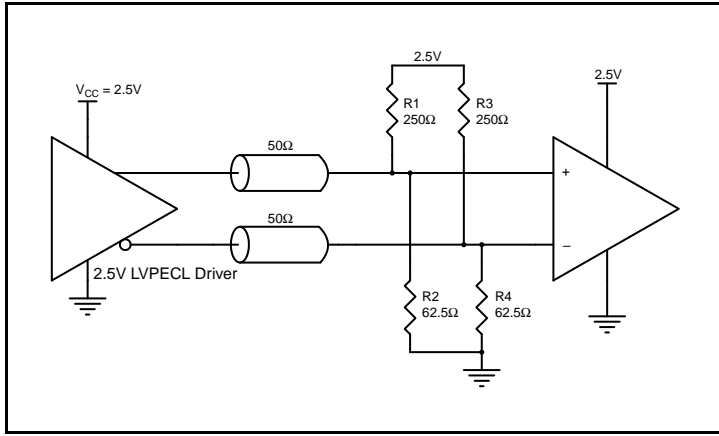 2.5V
V_CC = 2.5V
2.5V
R1
250Ω
R3
250Ω
50Ω
+
50Ω
–
2.5V LVPECL Driver
R2
62.5Ω
R4
62.5Ω